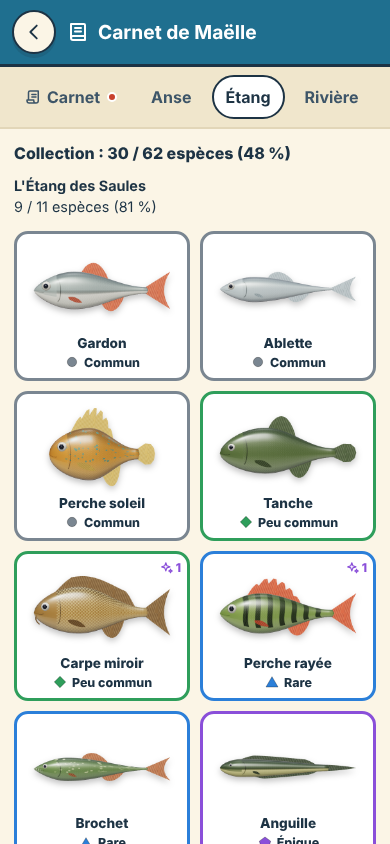 Carnet de Maëlle
Carnet
Anse
Étang
Rivière
Collection : 30 / 62 espèces (48 %)
L'Étang des Saules
9 / 11 espèces (81 %)
Gardon
Commun
Ablette
Commun
Perche soleil
Commun
Tanche
Peu commun
1
Carpe miroir
Peu commun
1
Perche rayée
Rare
Brochet
Rare
Anguille
Épique